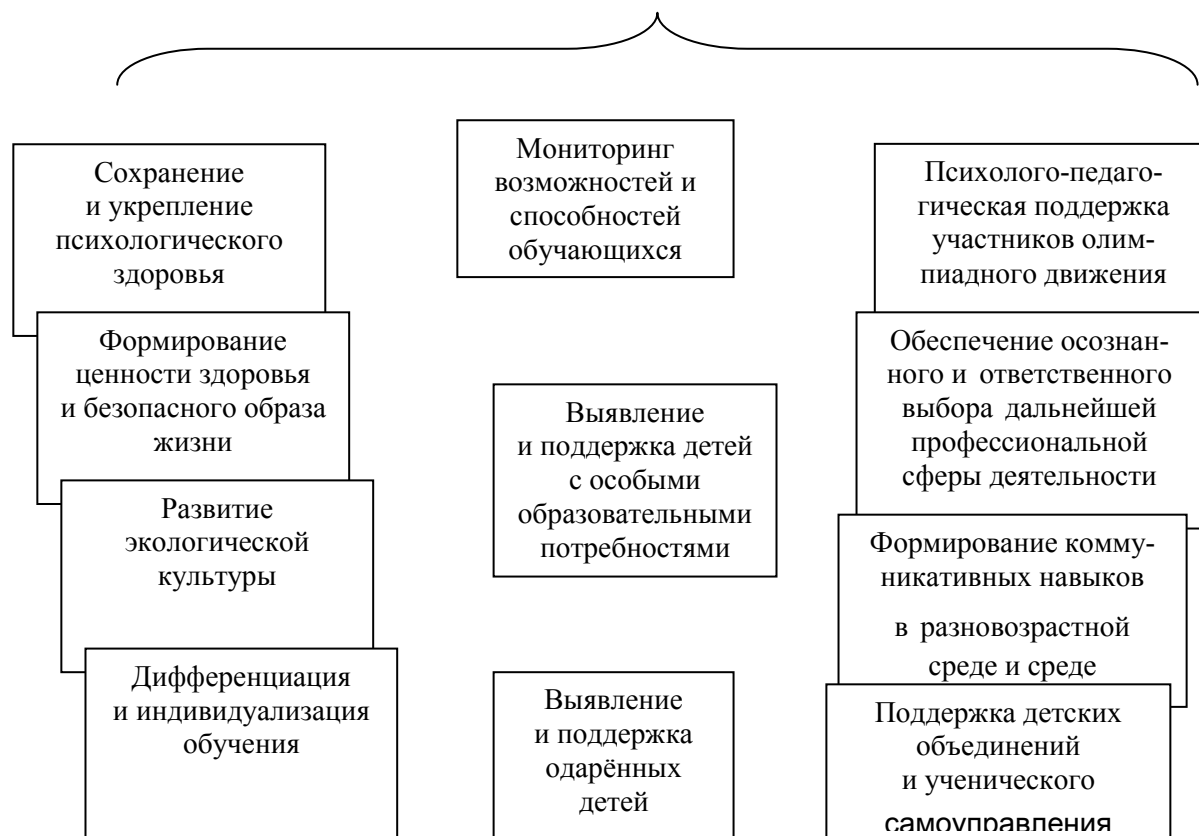 Сохранение
и укрепление
психологического
здоровья
Формирование
ценности здоровья
и безопасного образа
жизни
Развитие
экологической
культуры
Дифференциация
и индивидуализация
обучения
Мониторинг
возможностей и
способностей
обучающихся
Выявление
и поддержка детей
с особыми
образовательными
потребностями
Выявление
и поддержка
одарённых
детей
Психолого-педаго-
гическая поддержка
участников олим-
пиадного движения
Обеспечение осознан-
ного и ответственного
выбора дальнейшей
профессиональной
сферы деятельности
Формирование комму-
никативных навыков
в разновозрастной
среде и среде
Поддержка детских
объединений
и ученического
самоуправления